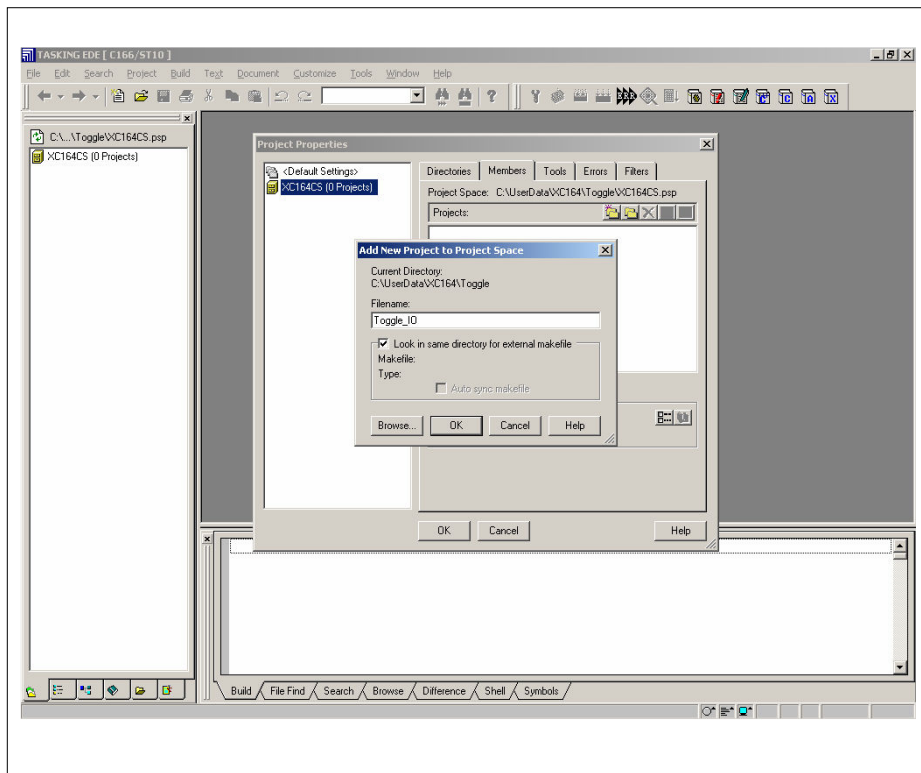 TASKING EDE [ C166/ST10 ]
File Edit Search Project Build Text Document Customize Tools Window Help
C:\...\Toggle\XC164CS.psp
XC164CS (0 Projects)
Project Properties
<Default Settings>
XC164CS (0 Projects)
Directories Members Tools Errors Filters
Project Space: C:\UserData\XC164\Toggle\XC164CS.psp
Projects:
Add New Project to Project Space
Current Directory:
C:\UserData\XC164\Toggle
Filename:
Toggle_IO
Look in same directory for external makefile
Makefile:
Type:
Auto sync makefile
Browse... OK Cancel Help
OK Cancel Help
Build File Find Search Browse Difference Shell Symbols